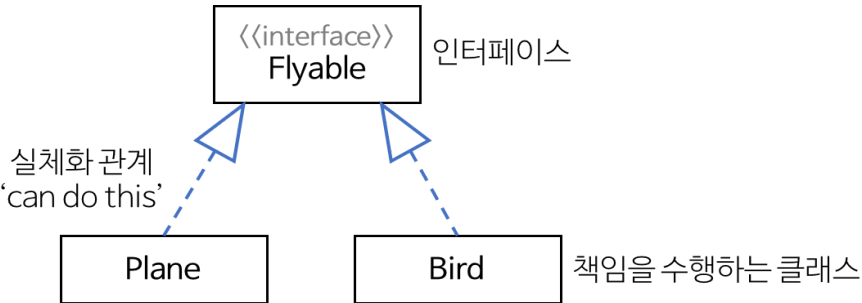 《interface》
Flyable
인터페이스
실체화 관계
‘can do this’
Plane
Bird
책임을 수행하는 클래스